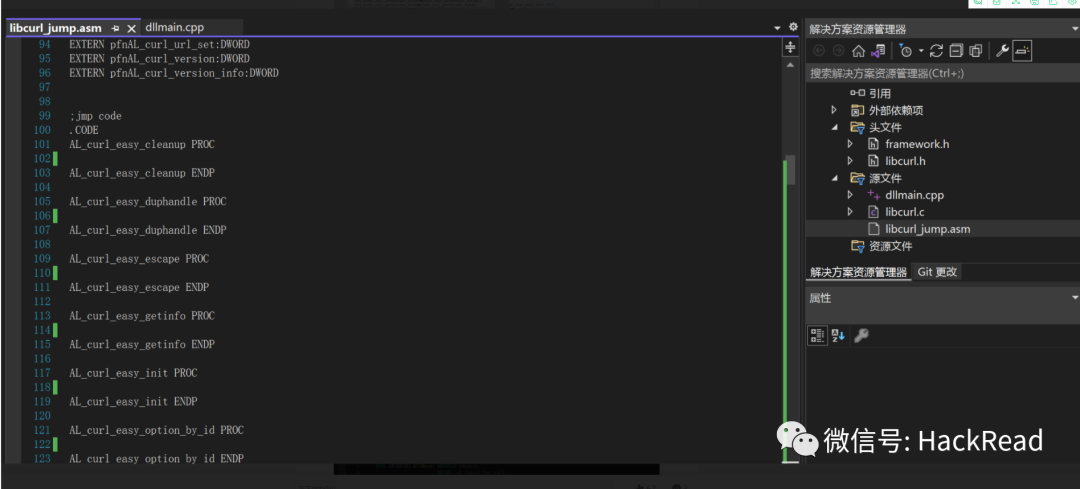 libcurl_jump.asm
dllmain.cpp
94 EXTERN pfnAL_curl_url_set:DWORD
95 EXTERN pfnAL_curl_version:DWORD
96 EXTERN pfnAL_curl_version_info:DWORD
97
98
99 ;jmp code
100 .CODE
101 AL_curl_easy_cleanup PROC
102
103 AL_curl_easy_cleanup ENDP
104
105 AL_curl_easy_duphandle PROC
106
107 AL_curl_easy_duphandle ENDP
108
109 AL_curl_easy_escape PROC
110
111 AL_curl_easy_escape ENDP
112
113 AL_curl_easy_getinfo PROC
114
115 AL_curl_easy_getinfo ENDP
116
117 AL_curl_easy_init PROC
118
119 AL_curl_easy_init ENDP
120
121 AL_curl_easy_option_by_id PROC
122
123 AL_curl_easy_option_by_id ENDP
解决方案资源管理器
搜索解决方案资源管理器(Ctrl+;)
引用
外部依赖项
头文件
framework.h
libcurl.h
源文件
dllmain.cpp
libcurl.c
libcurl_jump.asm
资源文件
解决方案资源管理器 Git 更改
属性
微信号: HackRead